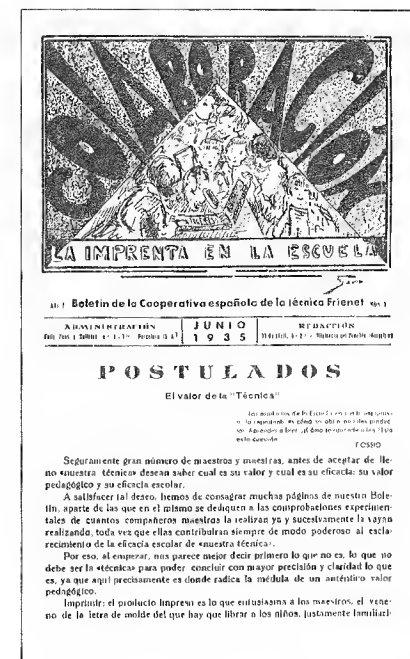 COLABORACIÓN
LA IMPRENTA EN LA ESCUELA
Boletín de la Cooperativa española de la técnica Frienet
ADMINISTRACIÓN
JUNIO
1935
REDACCIÓN
POSTULADOS
El valor de la "Técnica"
COSSIO
Seguramente gran número de maestros y maestras, antes de aceptar de lle-
no «nuestra técnica» desean saber cual es su valor y cual es su eficacia: su valor
pedagógico y su eficacia escolar.
A satisfacer tal deseo, hemos de consagrar muchas páginas de nuestro Bole-
tín, aparte de las que en el mismo se dediquen a las comprobaciones experimen-
tales de cuantos compañeros maestros la realizan ya y sucesivamente la vayan
realizando, toda vez que ellas contribuirán siempre de modo poderoso al escla-
recimiento de la eficacia escolar de «nuestra técnica».
Por eso, al empezar, nos parece mejor decir primero lo que no es, lo que no
debe ser la «técnica» para poder concluir con mayor precisión y claridad lo que
es, ya que aquí precisamente es donde radica la médula de un auténtico valor
pedagógico.
Imprimir; el producto impreso es lo que entusiasma a los maestros, el vene-
no de la letra de molde del que hay que librar a los niños, justamente familiari-